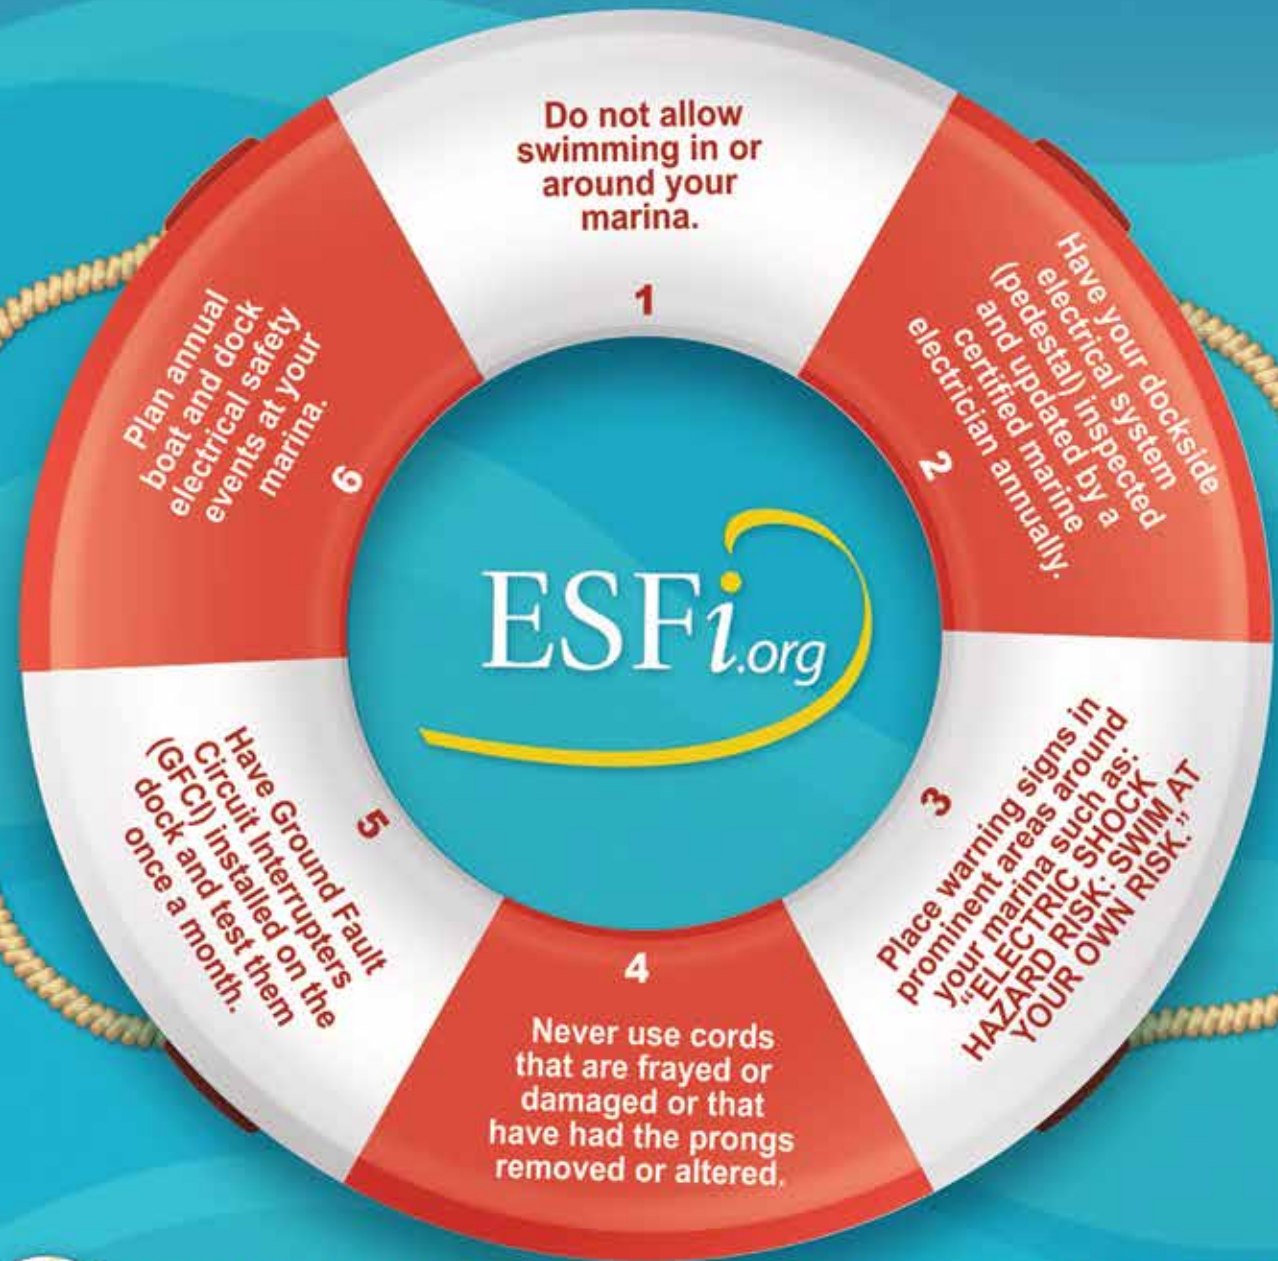 Do not allow
swimming in or
around your
marina.
1
Have your dockside
electrical system
(pedestal) inspected
and updated by a
certified marine
electrician annually.
2
Place warning signs in
prominent areas around
your marina such as:
“ELECTRIC SHOCK
HAZARD RISK: SWIM AT
YOUR OWN RISK.”
3
4
Never use cords
that are frayed or
damaged or that
have had the prongs
removed or altered.
Have Ground Fault
Circuit Interrupters
(GFCI) installed on the
dock and test them
once a month.
5
Plan annual
boat and dock
electrical safety
events at your
marina.
6
ESFi.org